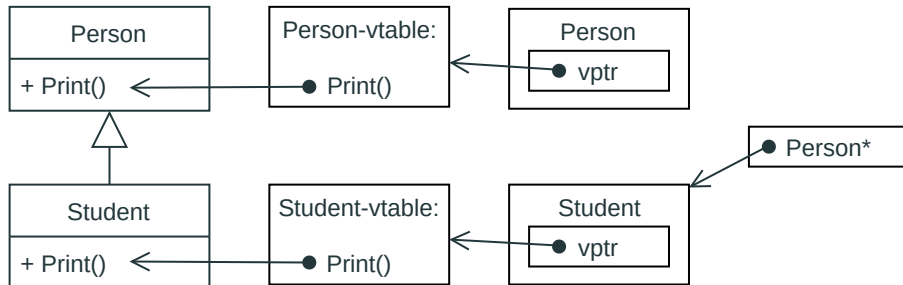 Person
+ Print()
Person-vtable:
Print()
Person
vptr
Person*
Student
+ Print()
Student-vtable:
Print()
Student
vptr